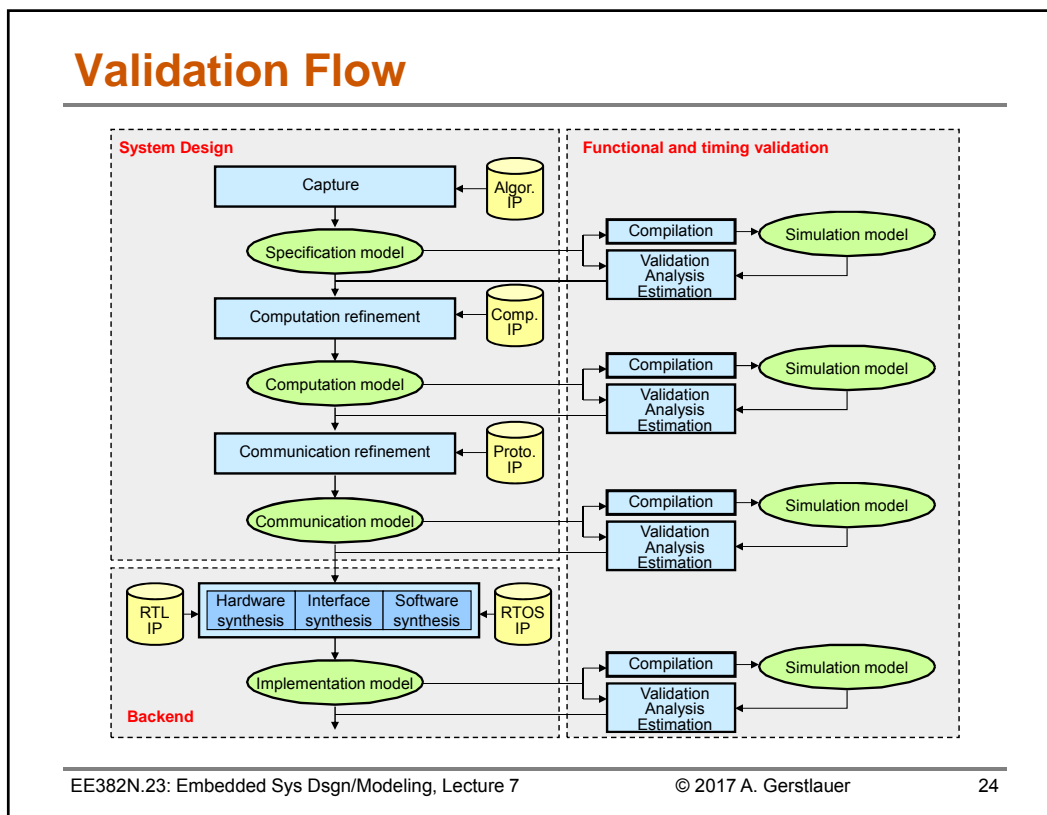 Validation Flow
System Design
Capture
Algor.
IP
Specification model
Computation refinement
Comp.
IP
Computation model
Communication refinement
Proto.
IP
Communication model
RTL
IP
Hardware
synthesis
Interface
synthesis
Software
synthesis
RTOS
IP
Implementation model
Backend
Functional and timing validation
Compilation
Simulation model
Validation
Analysis
Estimation
Compilation
Simulation model
Validation
Analysis
Estimation
Compilation
Simulation model
Validation
Analysis
Estimation
Compilation
Simulation model
Validation
Analysis
Estimation
EE382N.23: Embedded Sys Dsgn/Modeling, Lecture 7
© 2017 A. Gerstlauer
24